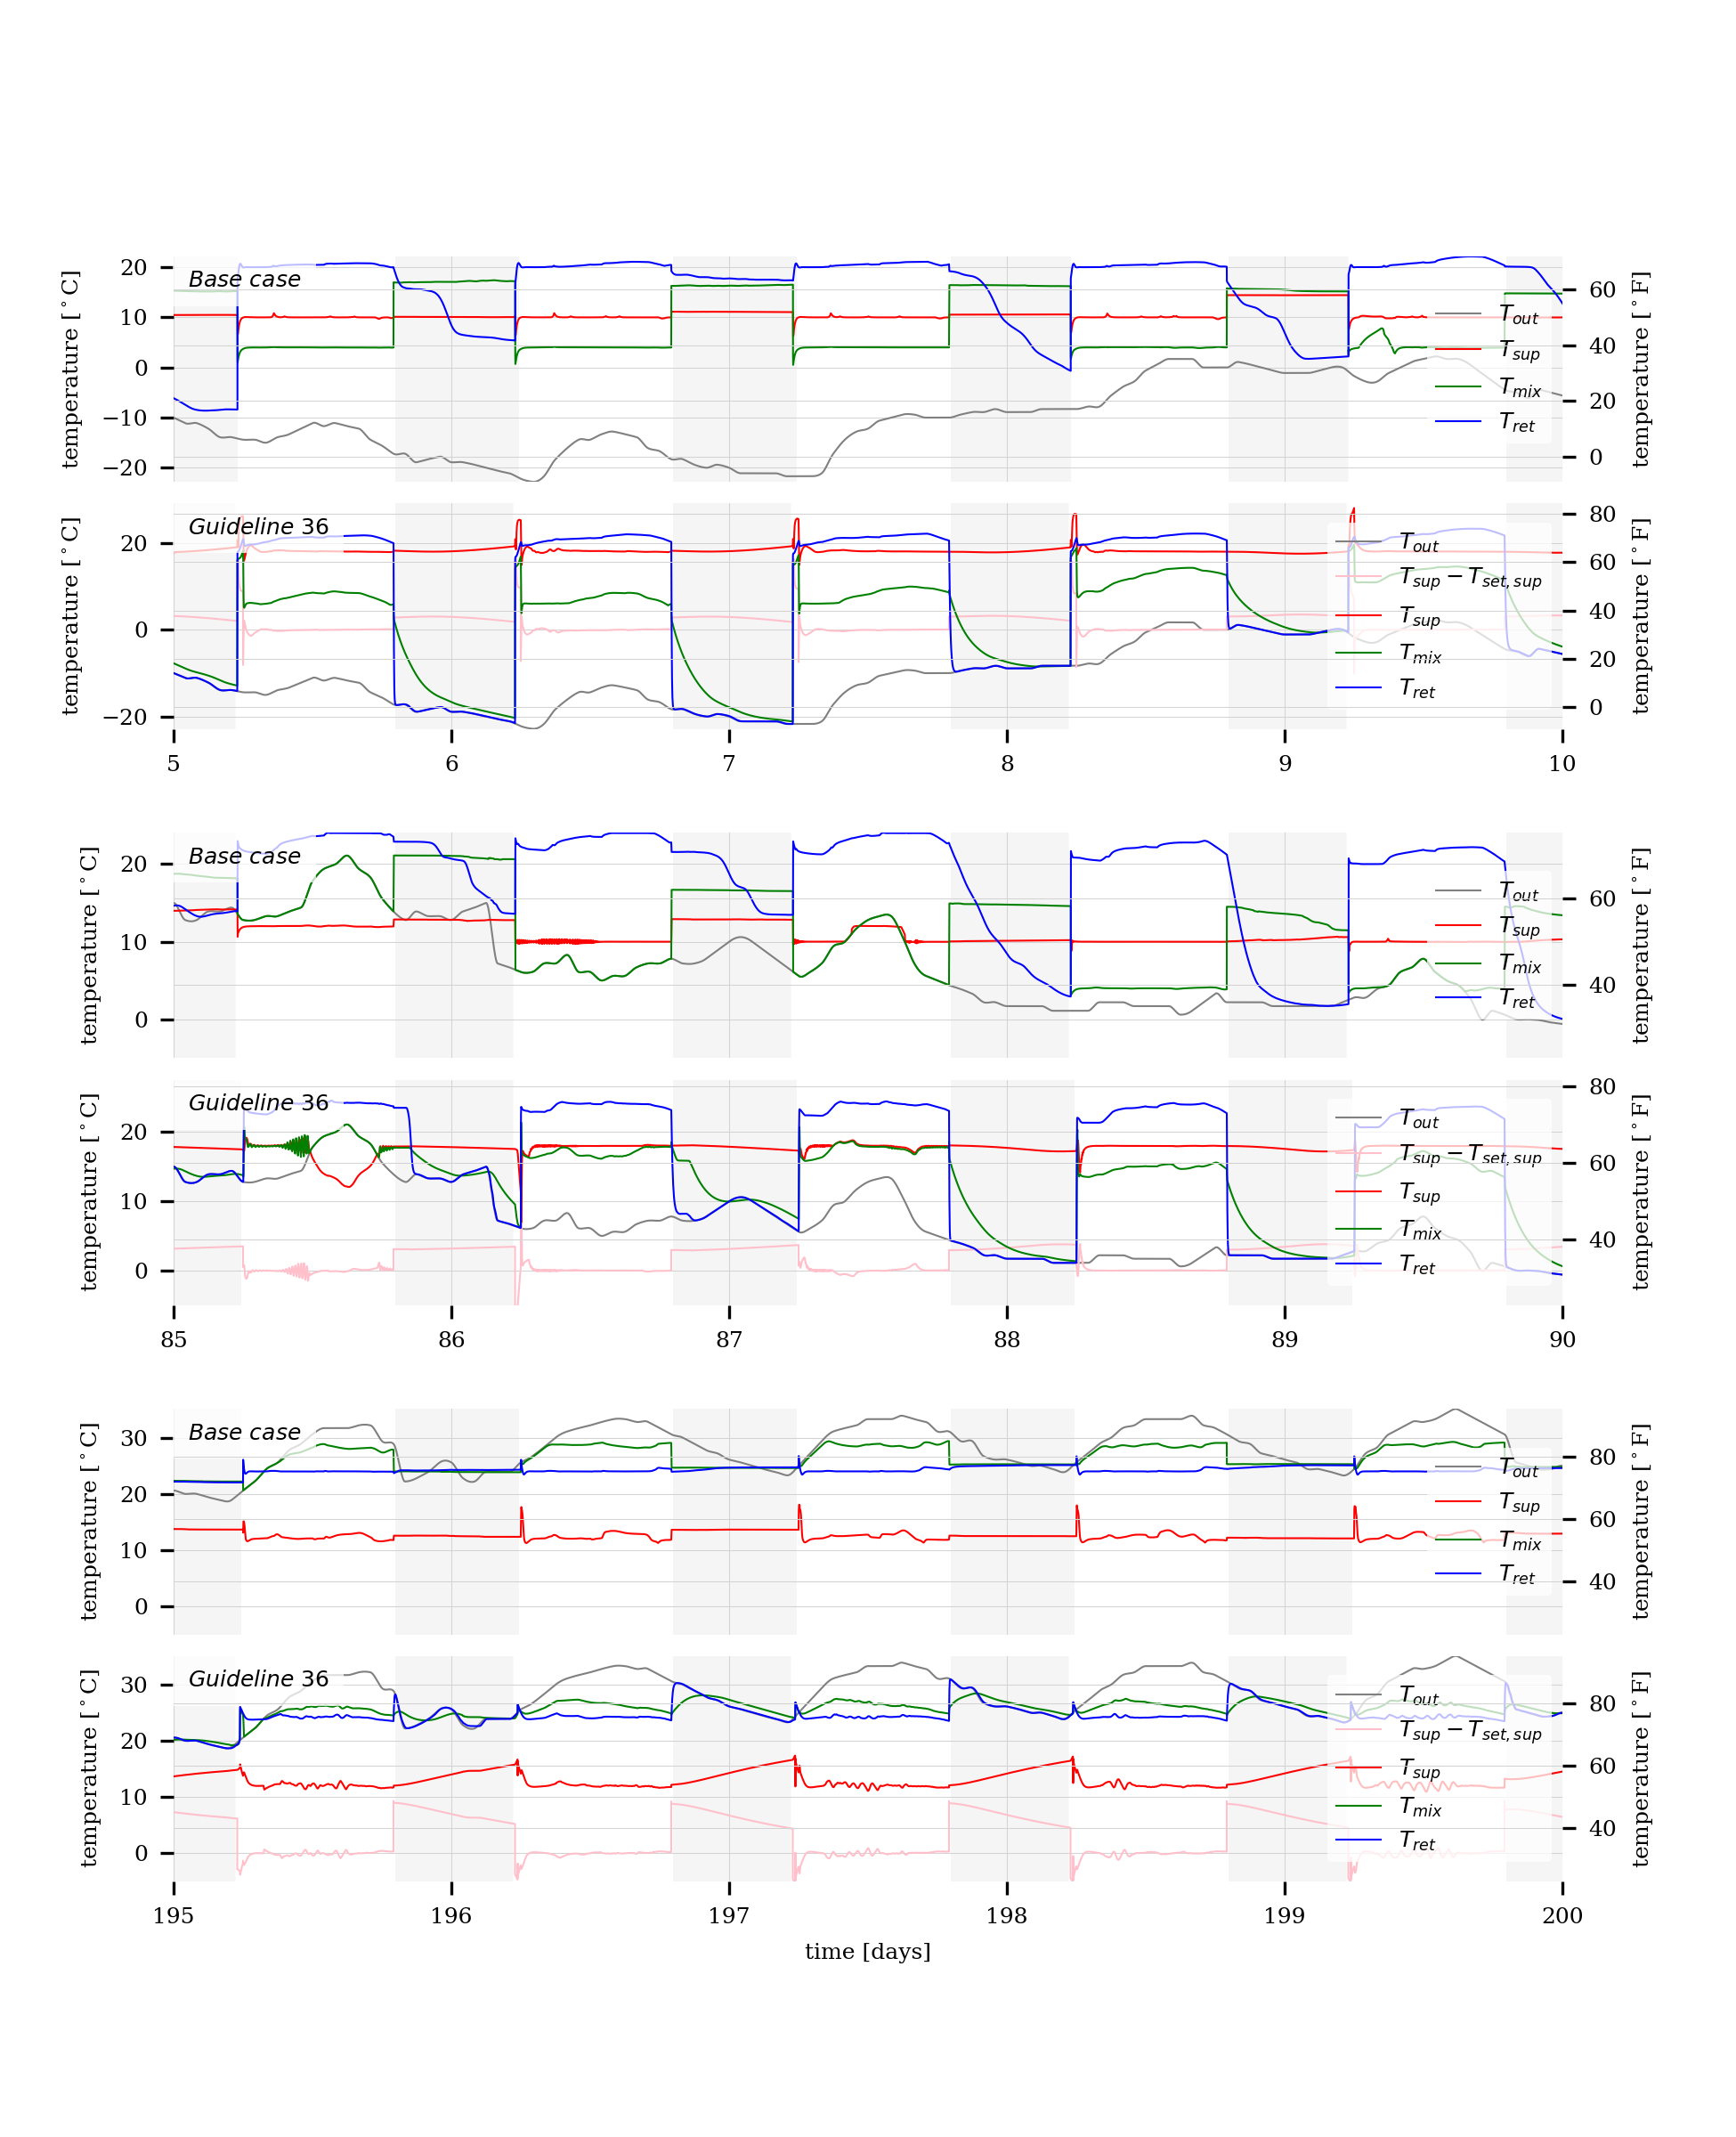 Base case
temperature [°C]
20
10
0
−10
−20
60
40
20
0
temperature [°F]
T_out
T_sup
T_mix
T_ret
Guideline 36
temperature [°C]
20
0
−20
80
60
40
20
0
temperature [°F]
T_out
T_sup − T_set,sup
T_sup
T_mix
T_ret
5 6 7 8 9 10
Base case
temperature [°C]
20
10
0
60
40
temperature [°F]
T_out
T_sup
T_mix
T_ret
Guideline 36
temperature [°C]
20
10
0
80
60
40
temperature [°F]
T_out
T_sup − T_set,sup
T_sup
T_mix
T_ret
85 86 87 88 89 90
Base case
temperature [°C]
30
20
10
0
80
60
40
temperature [°F]
T_out
T_sup
T_mix
T_ret
Guideline 36
temperature [°C]
30
20
10
0
80
60
40
temperature [°F]
T_out
T_sup − T_set,sup
T_sup
T_mix
T_ret
195 196 197 198 199 200
time [days]